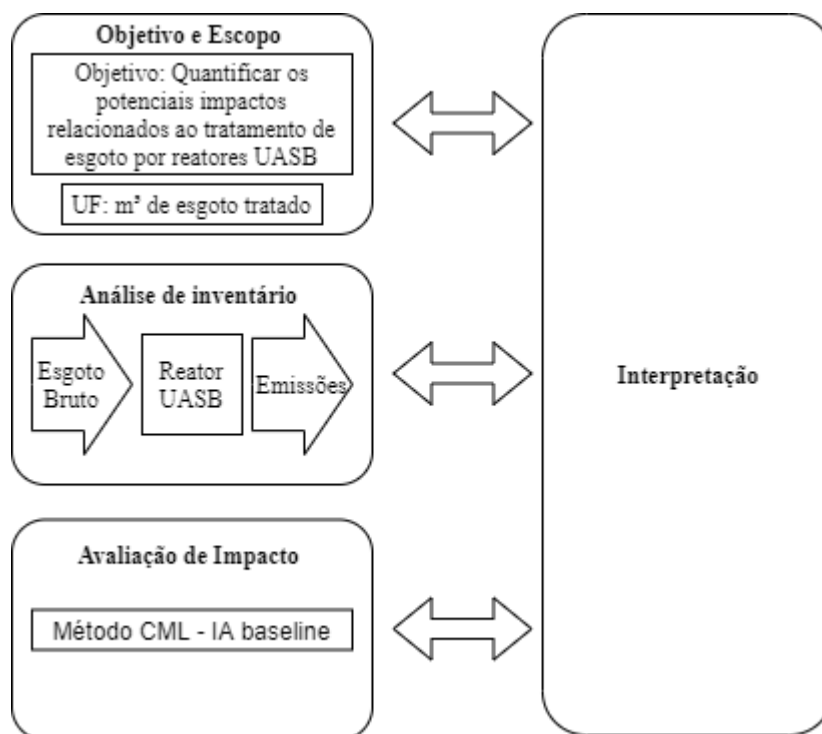 Objetivo e Escopo
Objetivo: Quantificar os
potenciais impactos
relacionados ao tratamento de
esgoto por reatores UASB
UF: m³ de esgoto tratado
Análise de inventário
Esgoto
Bruto
Reator
UASB
Emissões
Avaliação de Impacto
Método CML - IA baseline
Interpretação